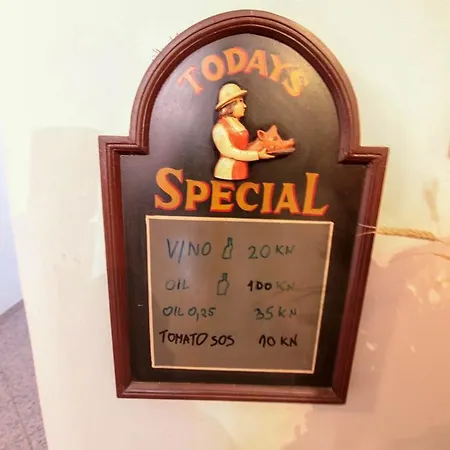 TODAYS
SPECIAL
VINO 20 KN
OIL 100 KN
OIL 0,25 35 KN
TOMATO SOS 10 KN